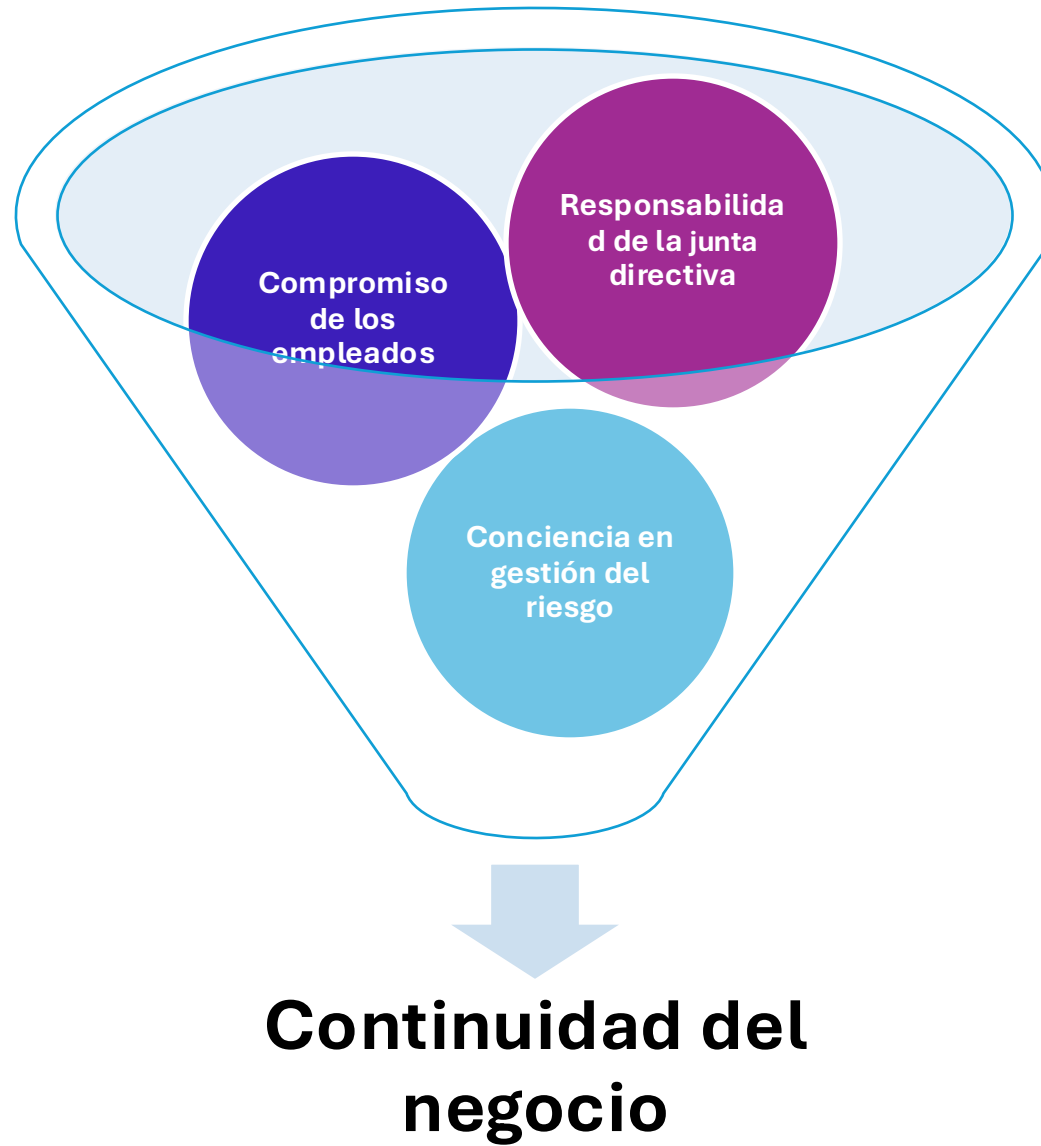 Responsabilida
d de la junta
directiva
Compromiso
de los
empleados
Conciencia en
gestión del
riesgo
Continuidad del
negocio